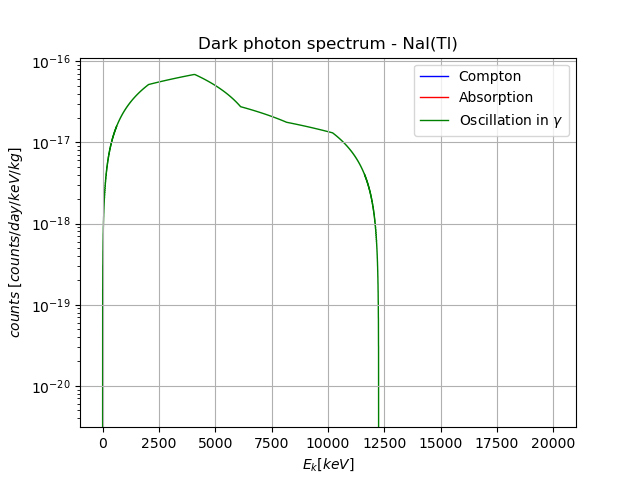 Dark photon spectrum - NaI(Tl)
Compton
Absorption
Oscillation in γ
counts [counts/day/keV/kg]
10⁻¹⁶
10⁻¹⁷
10⁻¹⁸
10⁻¹⁹
10⁻²⁰
0 2500 5000 7500 10000 12500 15000 17500 20000
E_k[keV]